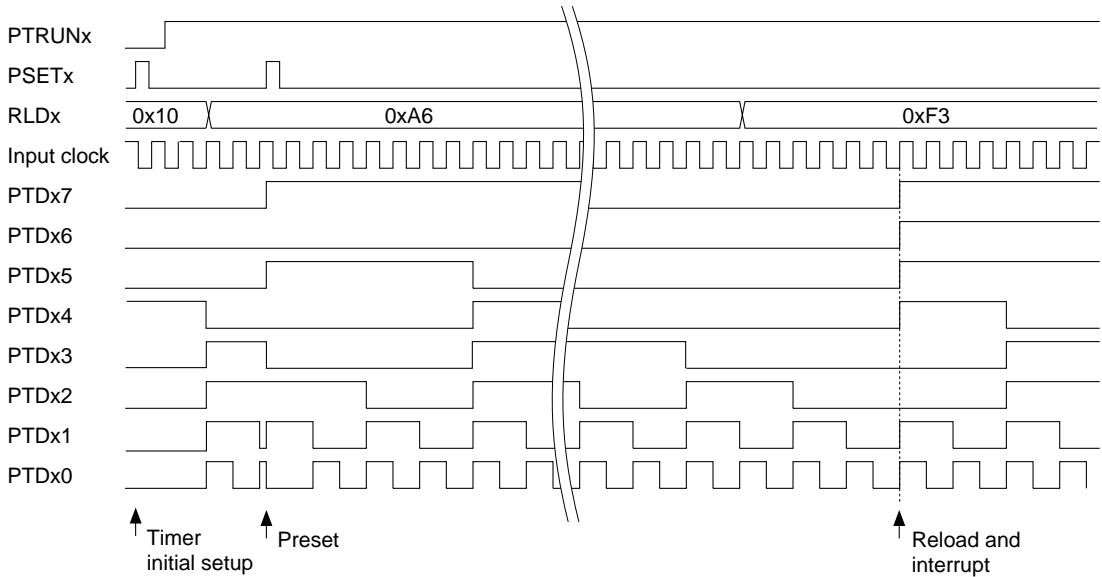 PTRUNx
PSETx
RLDx 0x10 0xA6 0xF3
Input clock
PTDx7
PTDx6
PTDx5
PTDx4
PTDx3
PTDx2
PTDx1
PTDx0
Timer
initial setup
Preset
Reload and
interrupt